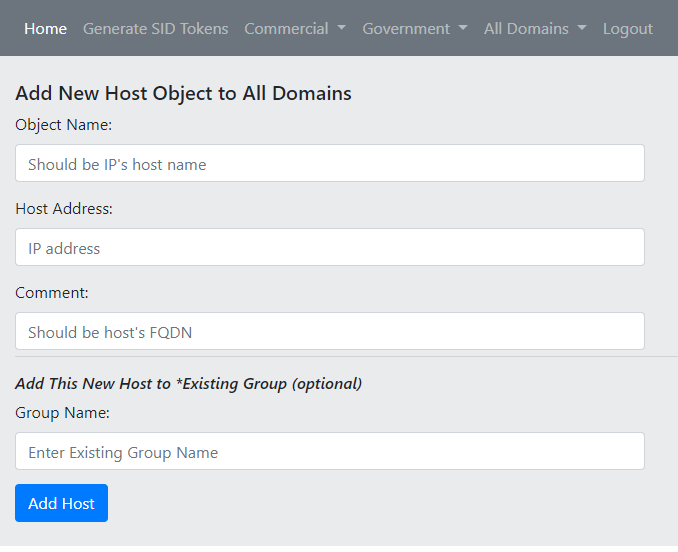 Home Generate SID Tokens Commercial Government All Domains Logout
Add New Host Object to All Domains
Object Name:
Should be IP's host name
Host Address:
IP address
Comment:
Should be host's FQDN
Add This New Host to *Existing Group (optional)
Group Name:
Enter Existing Group Name
Add Host